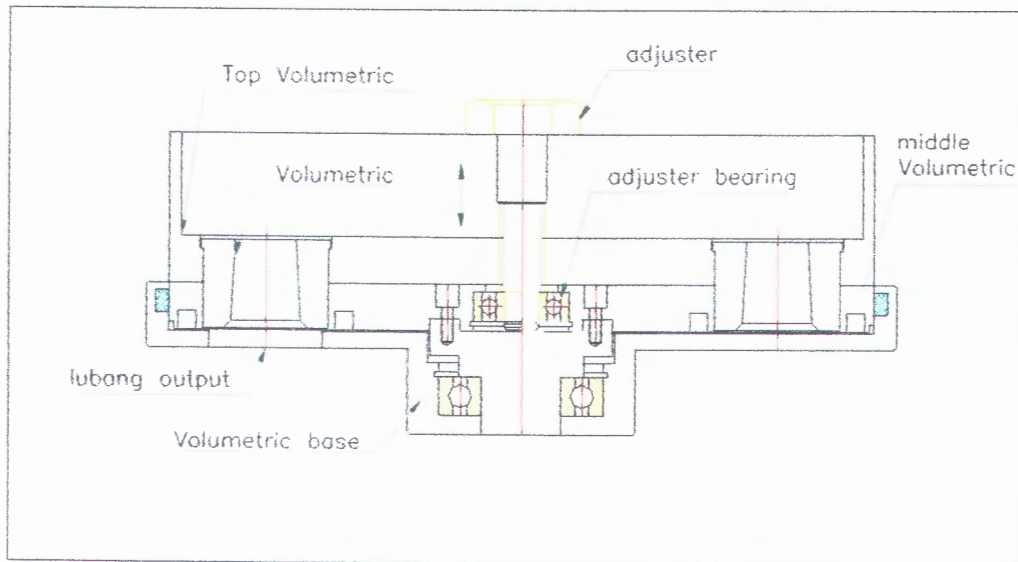 adjuster
Top Volumetric
middle
Volumetric
Volumetric
adjuster bearing
lubang output
Volumetric base